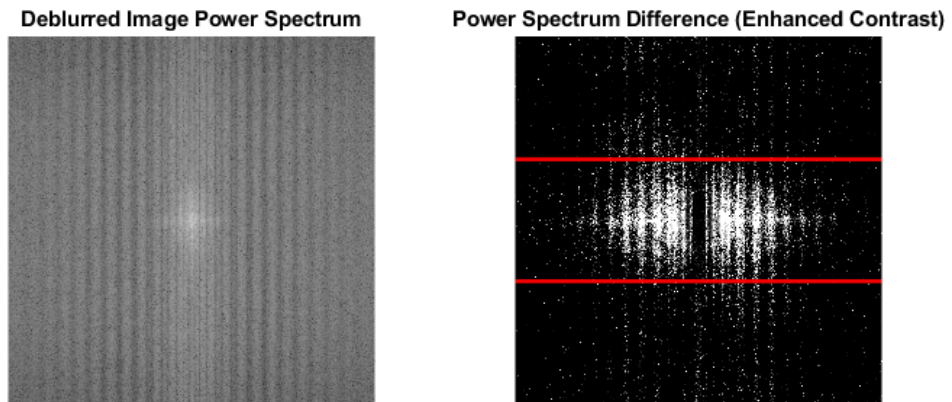 Deblurred Image Power Spectrum
Power Spectrum Difference (Enhanced Contrast)